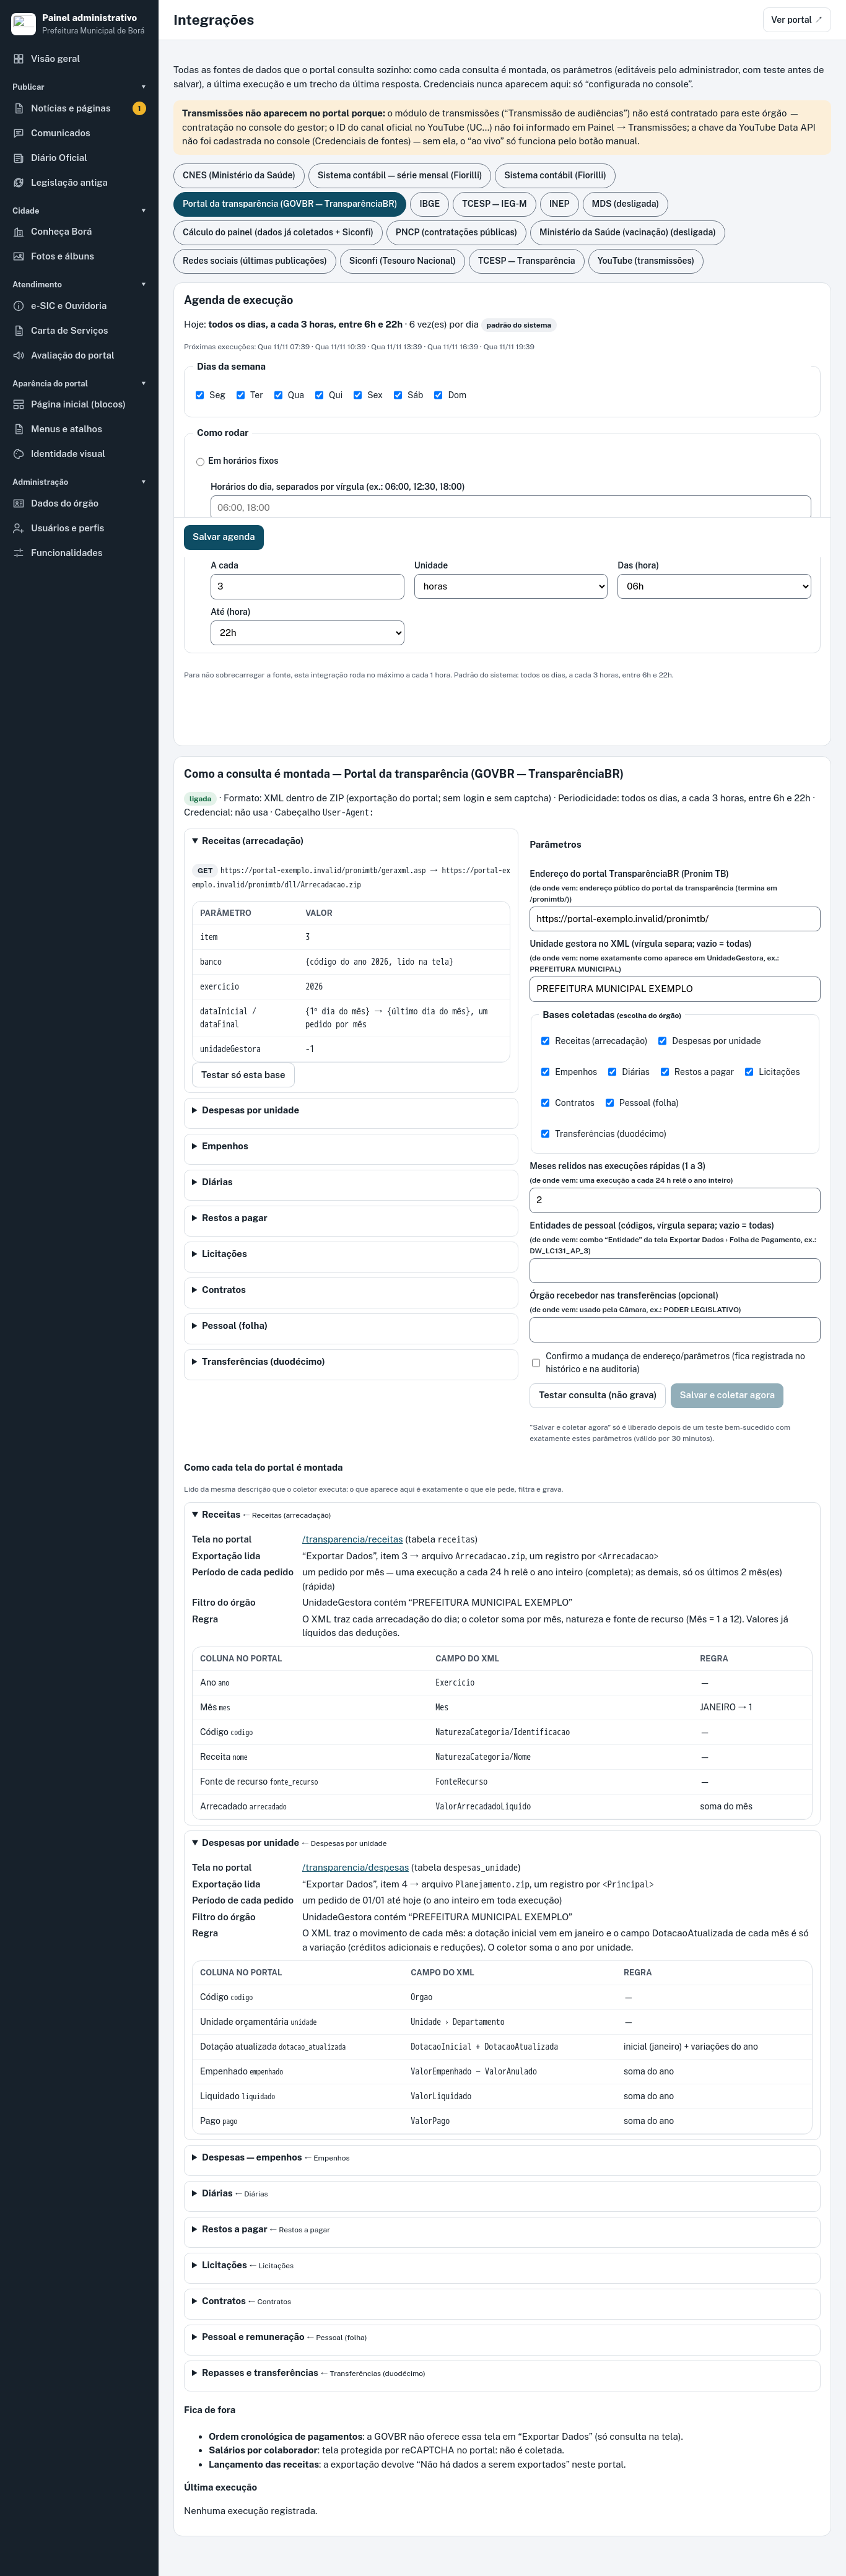 Painel administrativo
Prefeitura Municipal de Borá
Visão geral
Publicar
Notícias e páginas 1
Comunicados
Diário Oficial
Legislação antiga
Cidade
Conheça Borá
Fotos e álbuns
Atendimento
e-SIC e Ouvidoria
Carta de Serviços
Avaliação do portal
Aparência do portal
Página inicial (blocos)
Menus e atalhos
Identidade visual
Administração
Dados do órgão
Usuários e perfis
Funcionalidades
Integrações
Ver portal ↗
Todas as fontes de dados que o portal consulta sozinho: como cada consulta é montada, os parâmetros (editáveis pelo administrador, com teste antes de
salvar), a última execução e um trecho da última resposta. Credenciais nunca aparecem aqui: só “configurada no console”.
Transmissões não aparecem no portal porque: o módulo de transmissões (“Transmissão de audiências”) não está contratado para este órgão —
contratação no console do gestor; o ID do canal oficial no YouTube (UC…) não foi informado em Painel → Transmissões; a chave da YouTube Data API
não foi cadastrada no console (Credenciais de fontes) — sem ela, o “ao vivo” só funciona pelo botão manual.
CNES (Ministério da Saúde) Sistema contábil — série mensal (Fiorilli) Sistema contábil (Fiorilli)
Portal da transparência (GOVBR — TransparênciaBR) IBGE TCESP — IEG-M INEP MDS (desligada)
Cálculo do painel (dados já coletados + Siconfi) PNCP (contratações públicas) Ministério da Saúde (vacinação) (desligada)
Redes sociais (últimas publicações) Siconfi (Tesouro Nacional) TCESP — Transparência YouTube (transmissões)
Agenda de execução
Hoje: todos os dias, a cada 3 horas, entre 6h e 22h · 6 vez(es) por dia padrão do sistema
Próximas execuções: Qua 11/11 07:39 · Qua 11/11 10:39 · Qua 11/11 13:39 · Qua 11/11 16:39 · Qua 11/11 19:39
Dias da semana
Seg Ter Qua Qui Sex Sáb Dom
Como rodar
Em horários fixos
Horários do dia, separados por vírgula (ex.: 06:00, 12:30, 18:00)
06:00, 18:00
Salvar agenda
A cada Unidade Das (hora)
3 horas 06h
Até (hora)
22h
Para não sobrecarregar a fonte, esta integração roda no máximo a cada 1 hora. Padrão do sistema: todos os dias, a cada 3 horas, entre 6h e 22h.
Como a consulta é montada — Portal da transparência (GOVBR — TransparênciaBR)
ligada · Formato: XML dentro de ZIP (exportação do portal; sem login e sem captcha) · Periodicidade: todos os dias, a cada 3 horas, entre 6h e 22h ·
Credencial: não usa · Cabeçalho User-Agent:
Receitas (arrecadação)
GET https://portal-exemplo.invalid/pronimtb/geraxml.asp → https://portal-ex
emplo.invalid/pronimtb/dll/Arrecadacao.zip
PARÂMETRO VALOR
item 3
banco {código do ano 2026, lido na tela}
exercicio 2026
dataInicial / {1º dia do mês} → {último dia do mês}, um
dataFinal pedido por mês
unidadeGestora -1
Testar só esta base
Despesas por unidade
Empenhos
Diárias
Restos a pagar
Licitações
Contratos
Pessoal (folha)
Transferências (duodécimo)
Parâmetros
Endereço do portal TransparênciaBR (Pronim TB)
(de onde vem: endereço público do portal da transparência (termina em
/pronimtb/))
https://portal-exemplo.invalid/pronimtb/
Unidade gestora no XML (vírgula separa; vazio = todas)
(de onde vem: nome exatamente como aparece em UnidadeGestora, ex.:
PREFEITURA MUNICIPAL)
PREFEITURA MUNICIPAL EXEMPLO
Bases coletadas (escolha do órgão)
Receitas (arrecadação) Despesas por unidade
Empenhos Diárias Restos a pagar Licitações
Contratos Pessoal (folha)
Transferências (duodécimo)
Meses relidos nas execuções rápidas (1 a 3)
(de onde vem: uma execução a cada 24 h relê o ano inteiro)
2
Entidades de pessoal (códigos, vírgula separa; vazio = todas)
(de onde vem: combo “Entidade” da tela Exportar Dados › Folha de Pagamento, ex.:
DW_LC131_AP_3)
Órgão recebedor nas transferências (opcional)
(de onde vem: usado pela Câmara, ex.: PODER LEGISLATIVO)
Confirmo a mudança de endereço/parâmetros (fica registrada no
histórico e na auditoria)
Testar consulta (não grava) Salvar e coletar agora
"Salvar e coletar agora" só é liberado depois de um teste bem-sucedido com
exatamente estes parâmetros (válido por 30 minutos).
Como cada tela do portal é montada
Lido da mesma descrição que o coletor executa: o que aparece aqui é exatamente o que ele pede, filtra e grava.
Receitas ← Receitas (arrecadação)
Tela no portal /transparencia/receitas (tabela receitas)
Exportação lida “Exportar Dados”, item 3 → arquivo Arrecadacao.zip, um registro por <Arrecadacao>
Período de cada pedido um pedido por mês — uma execução a cada 24 h relê o ano inteiro (completa); as demais, só os últimos 2 mês(es)
(rápida)
Filtro do órgão UnidadeGestora contém “PREFEITURA MUNICIPAL EXEMPLO”
Regra O XML traz cada arrecadação do dia; o coletor soma por mês, natureza e fonte de recurso (Mês = 1 a 12). Valores já
líquidos das deduções.
COLUNA NO PORTAL CAMPO DO XML REGRA
Ano ano Exercicio —
Mês mes Mes JANEIRO → 1
Código codigo NaturezaCategoria/Identificacao —
Receita nome NaturezaCategoria/Nome —
Fonte de recurso fonte_recurso FonteRecurso —
Arrecadado arrecadado ValorArrecadadoLiquido soma do mês
Despesas por unidade ← Despesas por unidade
Tela no portal /transparencia/despesas (tabela despesas_unidade)
Exportação lida “Exportar Dados”, item 4 → arquivo Planejamento.zip, um registro por <Principal>
Período de cada pedido um pedido de 01/01 até hoje (o ano inteiro em toda execução)
Filtro do órgão UnidadeGestora contém “PREFEITURA MUNICIPAL EXEMPLO”
Regra O XML traz o movimento de cada mês: a dotação inicial vem em janeiro e o campo DotacaoAtualizada de cada mês é só
a variação (créditos adicionais e reduções). O coletor soma o ano por unidade.
COLUNA NO PORTAL CAMPO DO XML REGRA
Código codigo Orgao —
Unidade orçamentária unidade Unidade › Departamento —
Dotação atualizada dotacao_atualizada DotacaoInicial + DotacaoAtualizada inicial (janeiro) + variações do ano
Empenhado empenhado ValorEmpenhado − ValorAnulado soma do ano
Liquidado liquidado ValorLiquidado soma do ano
Pago pago ValorPago soma do ano
Despesas — empenhos ← Empenhos
Diárias ← Diárias
Restos a pagar ← Restos a pagar
Licitações ← Licitações
Contratos ← Contratos
Pessoal e remuneração ← Pessoal (folha)
Repasses e transferências ← Transferências (duodécimo)
Fica de fora
• Ordem cronológica de pagamentos: a GOVBR não oferece essa tela em “Exportar Dados” (só consulta na tela).
• Salários por colaborador: tela protegida por reCAPTCHA no portal: não é coletada.
• Lançamento das receitas: a exportação devolve “Não há dados a serem exportados” neste portal.
Última execução
Nenhuma execução registrada.